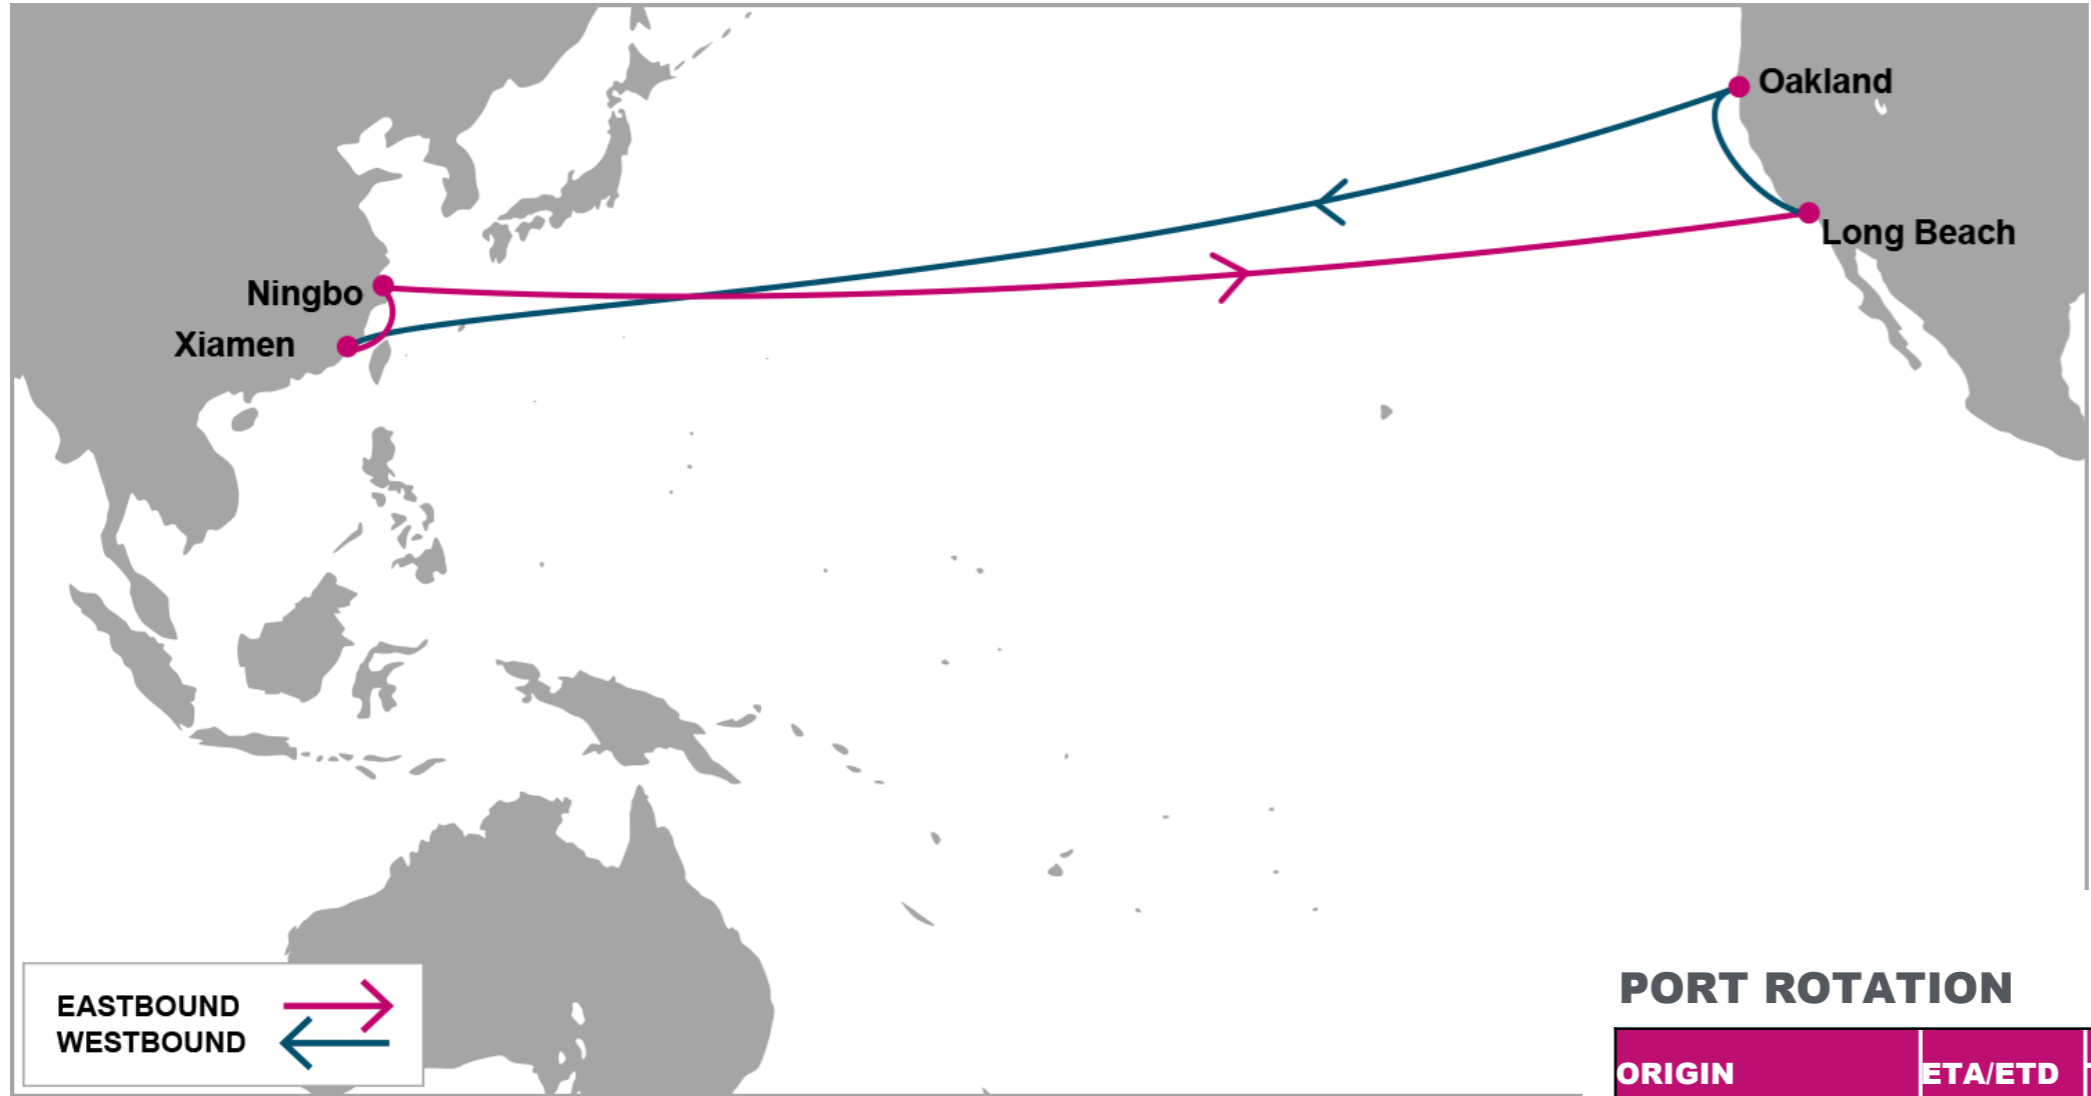 Oakland
Long Beach
Ningbo
Xiamen
EASTBOUND
WESTBOUND
PORT ROTATION
ORIGIN ETA/ETD